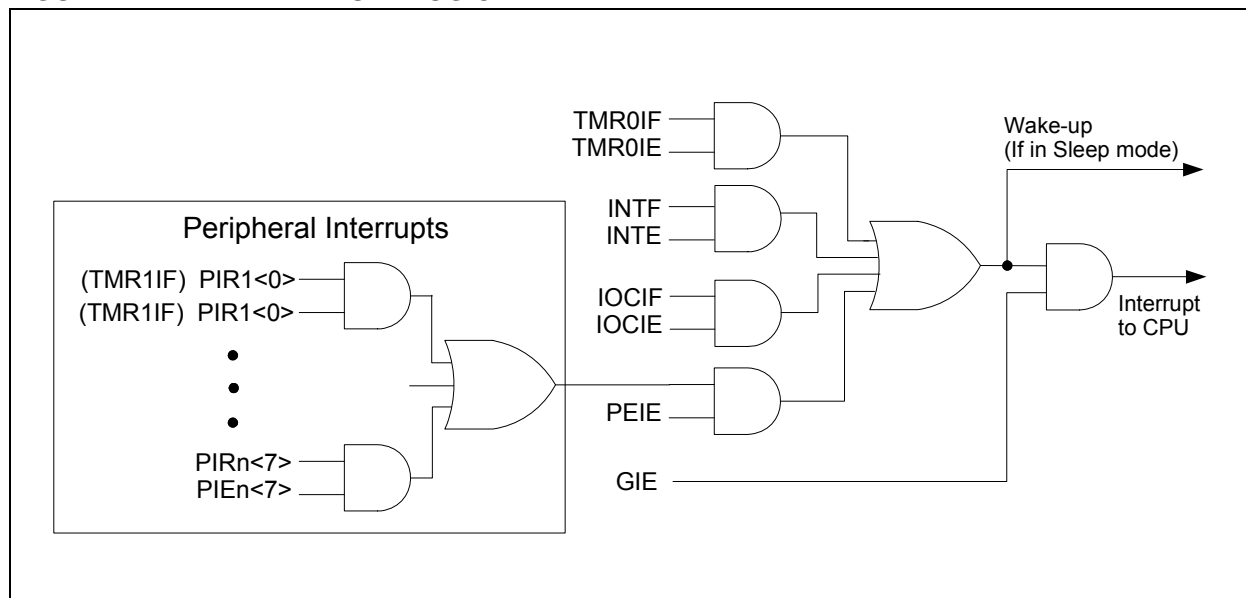 TMR0IF
TMR0IE
Wake-up
(If in Sleep mode)
INTF
INTE
Peripheral Interrupts
(TMR1IF) PIR1<0>
(TMR1IF) PIR1<0>
IOCIF
IOCIE
Interrupt
to CPU
PEIE
PIRn<7>
PIEn<7>
GIE